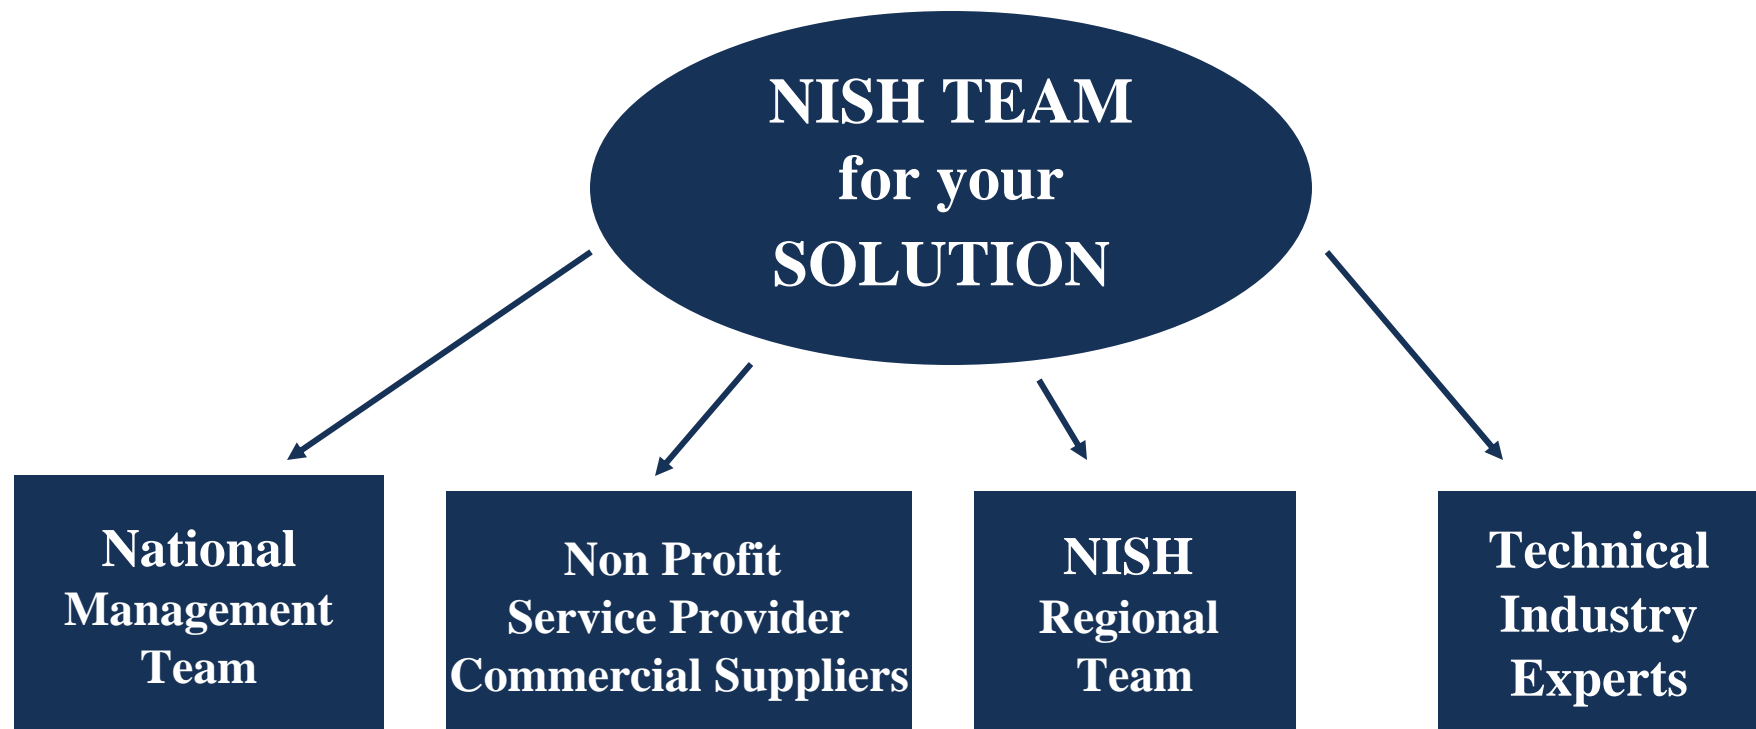 NISH TEAM
for your
SOLUTION
National
Management
Team
Non Profit
Service Provider
Commercial Suppliers
NISH
Regional
Team
Technical
Industry
Experts